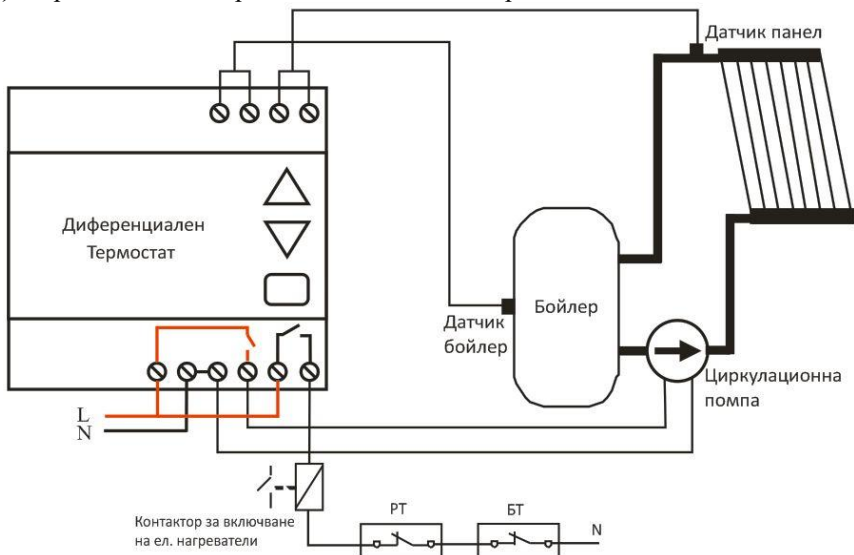 Датчик панел
Диференциален
Термостат
Бойлер
Датчик
бойлер
Циркулационна
помпа
L
N
Контактор за включване
на ел. нагреватели
РТ
БТ
N